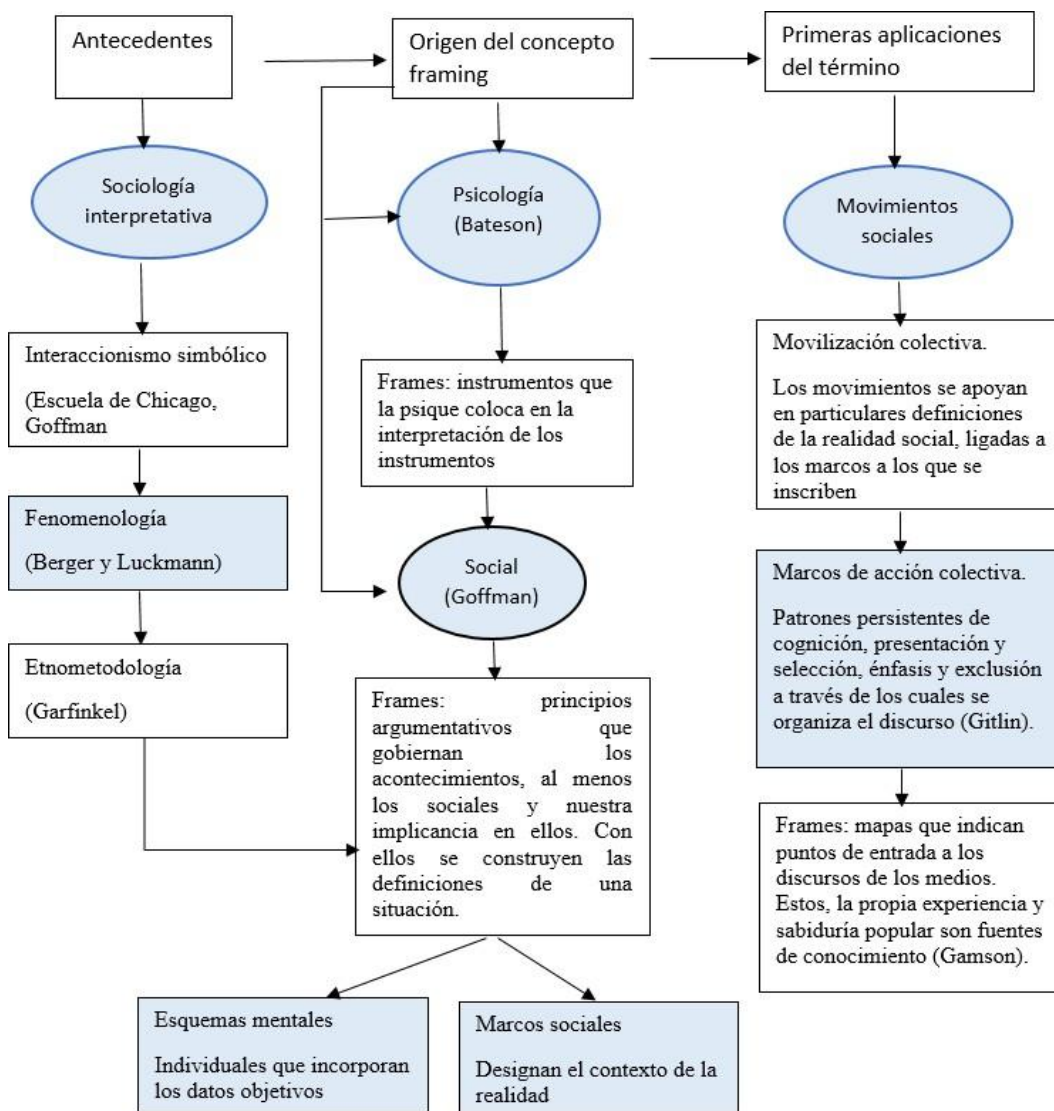 Antecedentes
Sociología
interpretativa
Interaccionismo simbólico
(Escuela de Chicago,
Goffman
Fenomenología
(Berger y Luckmann)
Etnometodología
(Garfinkel)
Origen del concepto
framing
Psicología
(Bateson)
Frames: instrumentos que
la psique coloca en la
interpretación de los
instrumentos
Social
(Goffman)
Frames: principios
argumentativos que
gobiernan los
acontecimientos, al menos
los sociales y nuestra
implicancia en ellos. Con
ellos se construyen las
definiciones de una
situación.
Esquemas mentales
Individuales que incorporan
los datos objetivos
Marcos sociales
Designan el contexto de la
realidad
Primeras aplicaciones
del término
Movimientos
sociales
Movilización colectiva.
Los movimientos se apoyan
en particulares definiciones
de la realidad social, ligadas a
los marcos a los que se
inscriben
Marcos de acción colectiva.
Patrones persistentes de
cognición, presentación y
selección, énfasis y exclusión
a través de los cuales se
organiza el discurso (Gitlin).
Frames: mapas que indican
puntos de entrada a los
discursos de los medios.
Estos, la propia experiencia y
sabiduría popular son fuentes
de conocimiento (Gamson).